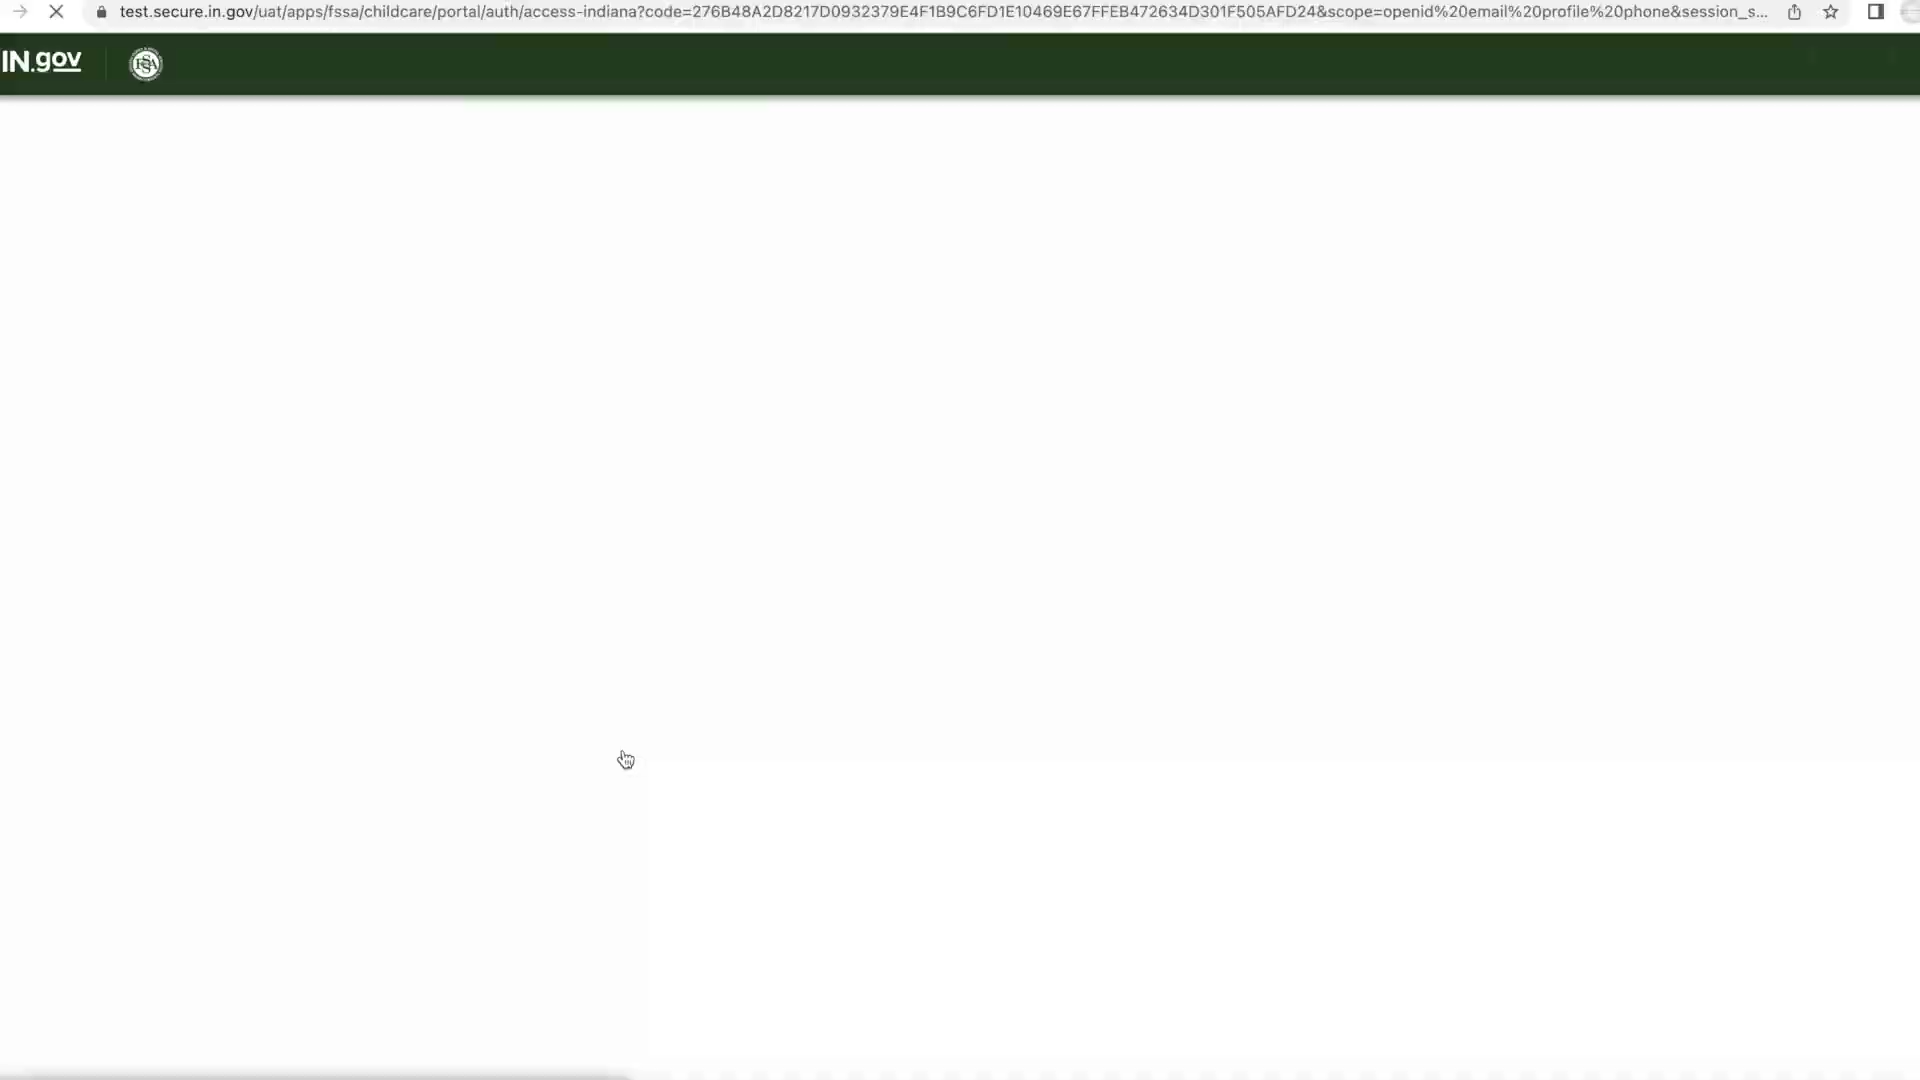 test.secure.in.gov/uat/apps/fssa/childcare/portal/auth/access-indiana?code=276B48A2D8217D0932379E4F1B9C6FD1E10469E67FFEB472634D301F505AFD24&scope=openid%20email%20profile%20phone&session_s...
IN.gov
FSSA